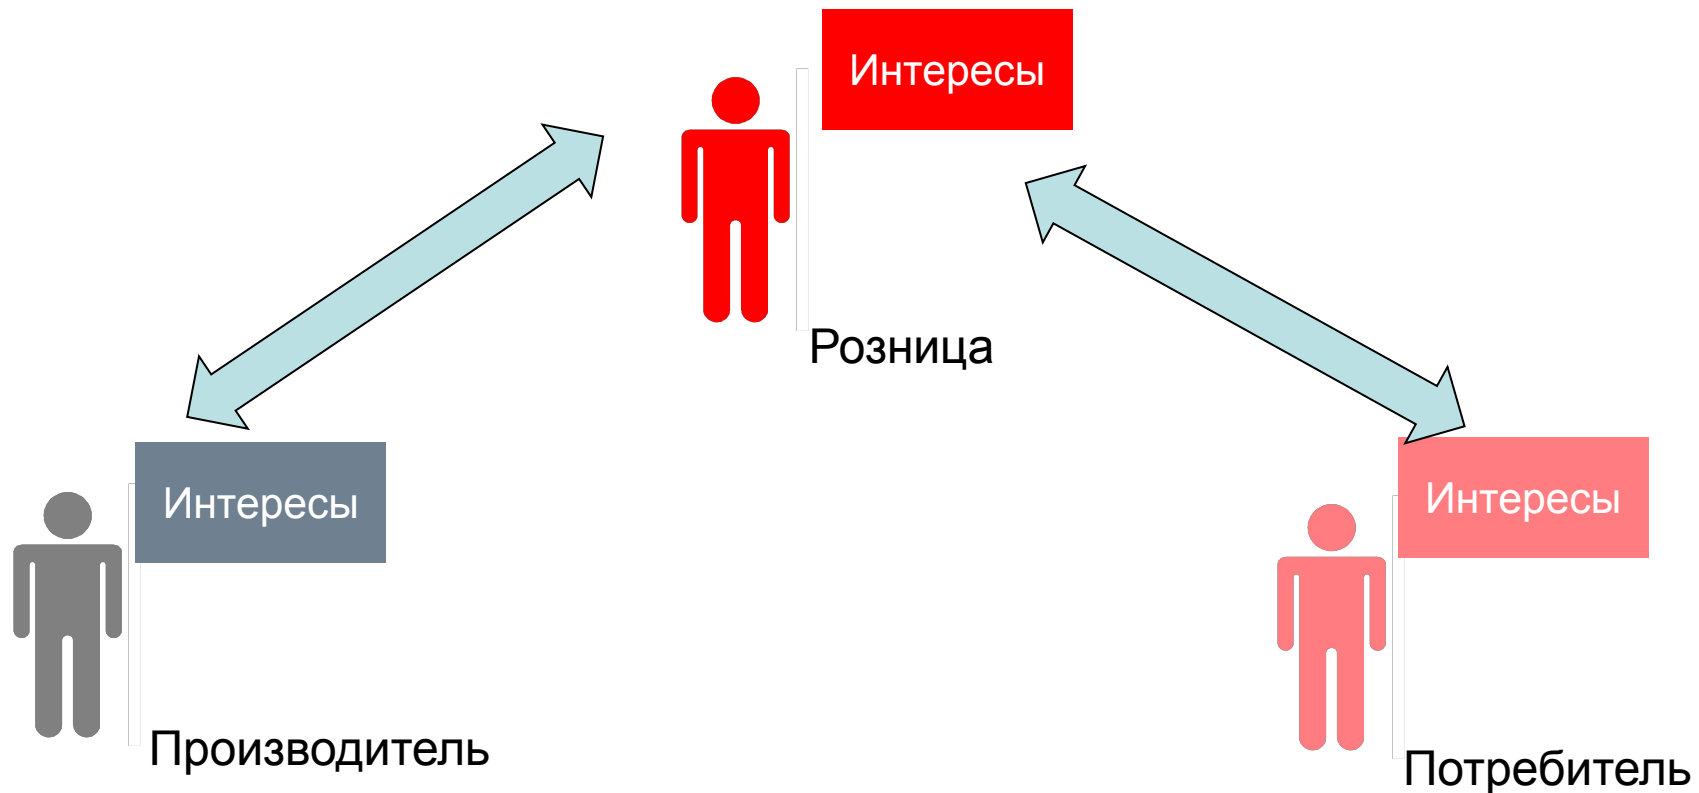 Интересы
Розница
Интересы
Производитель
Интересы
Потребитель